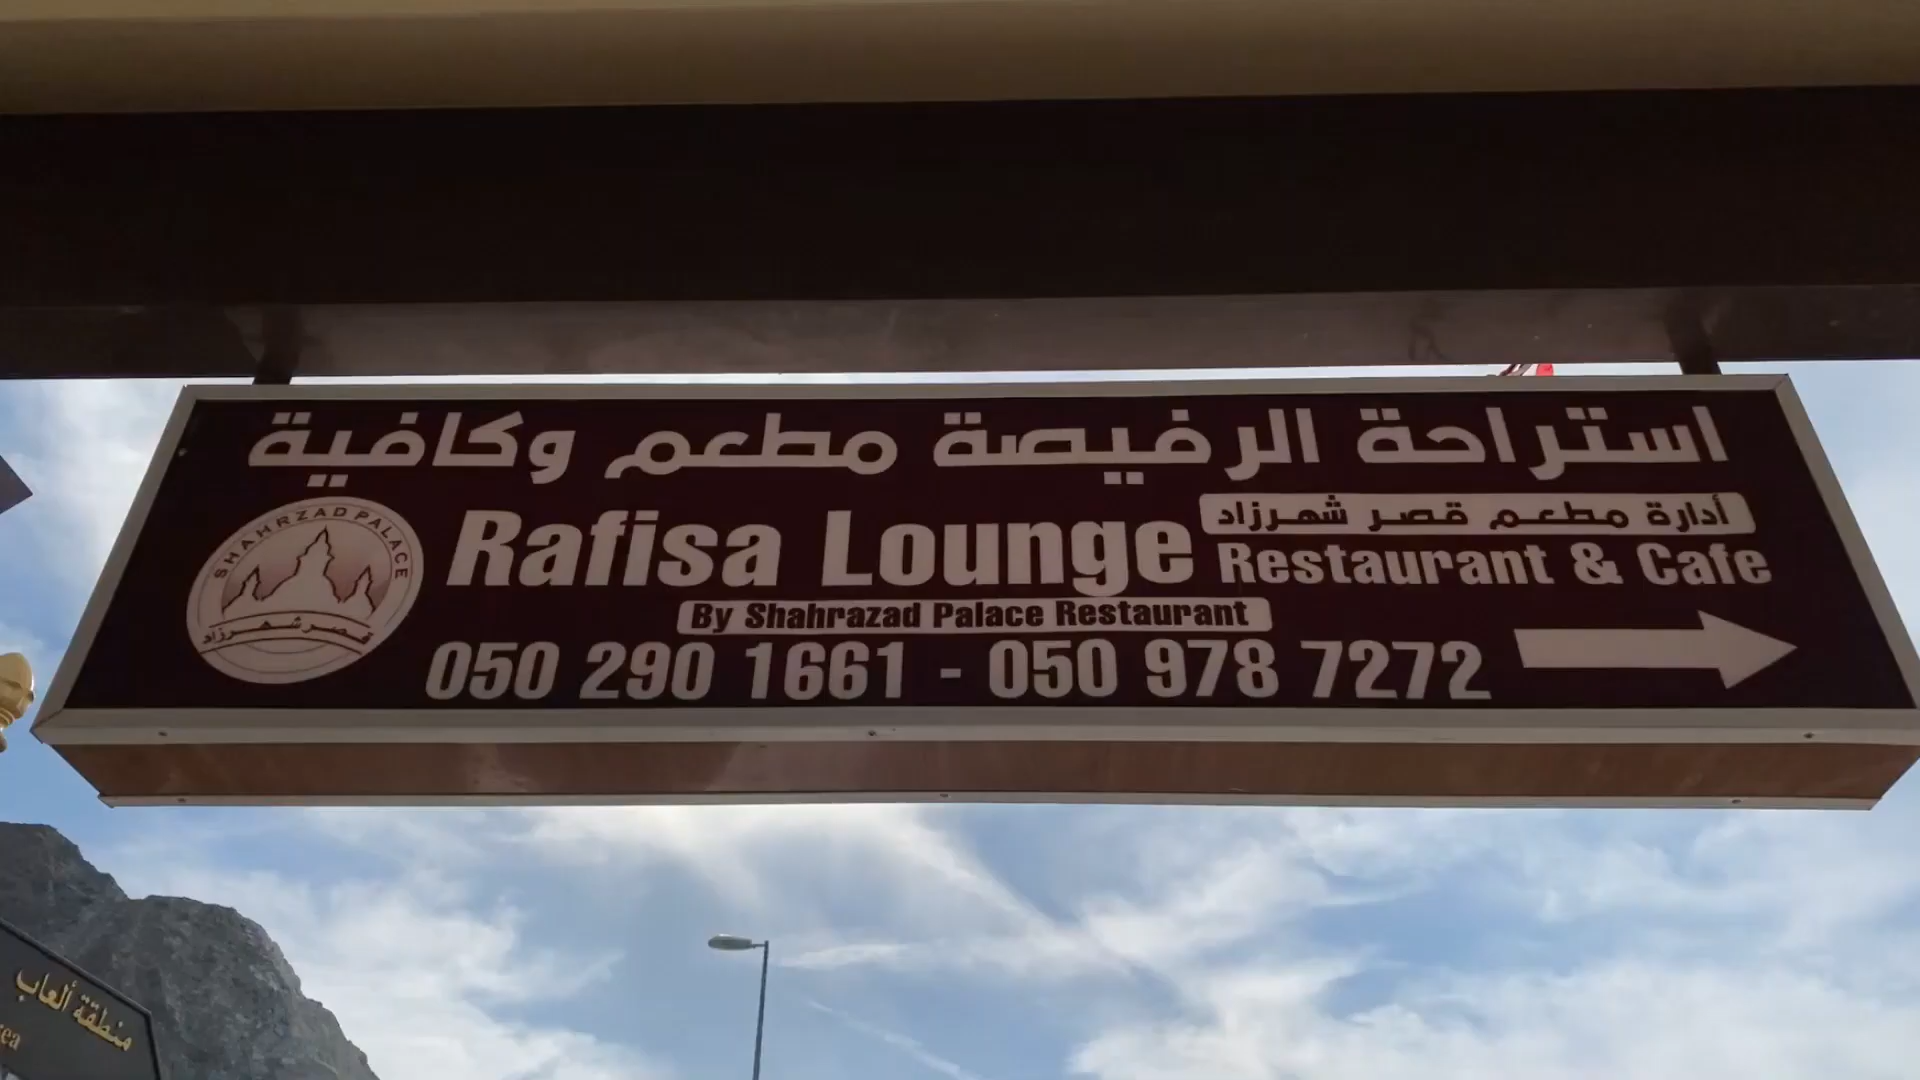 استراحة الرفيصة مطعم وكافية
أدارة مطعم قصر شهرزاد
Rafisa Lounge
Restaurant & Cafe
By Shahrazad Palace Restaurant
050 290 1661 - 050 978 7272
SHAHRZAD PALACE
قصر شهرزاد
منطقة ألعاب